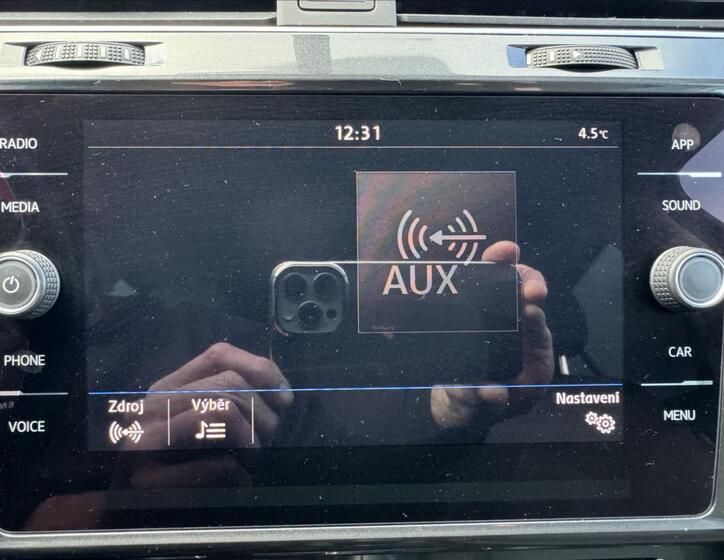 12:31
4.5°C
RADIO
APP
MEDIA
SOUND
AUX
PHONE
CAR
Zdroj
Výběr
Nastavení
VOICE
MENU